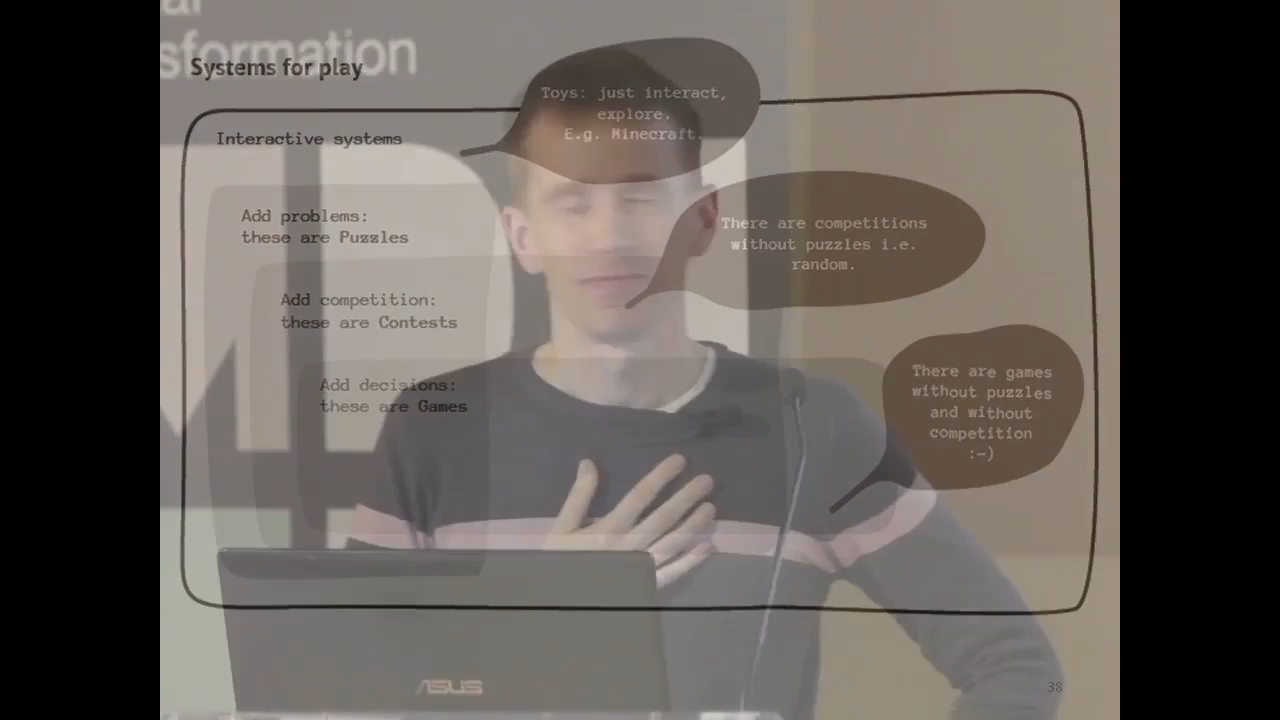 ar
sformation
Systems for play
Toys: just interact,
explore.
E.g. Minecraft.
Interactive systems
Add problems:
these are Puzzles
There are competitions
without puzzles i.e.
random.
Add competition:
these are Contests
There are games
without puzzles
and without
competition
:-)
Add decisions:
these are Games
ASUS
38